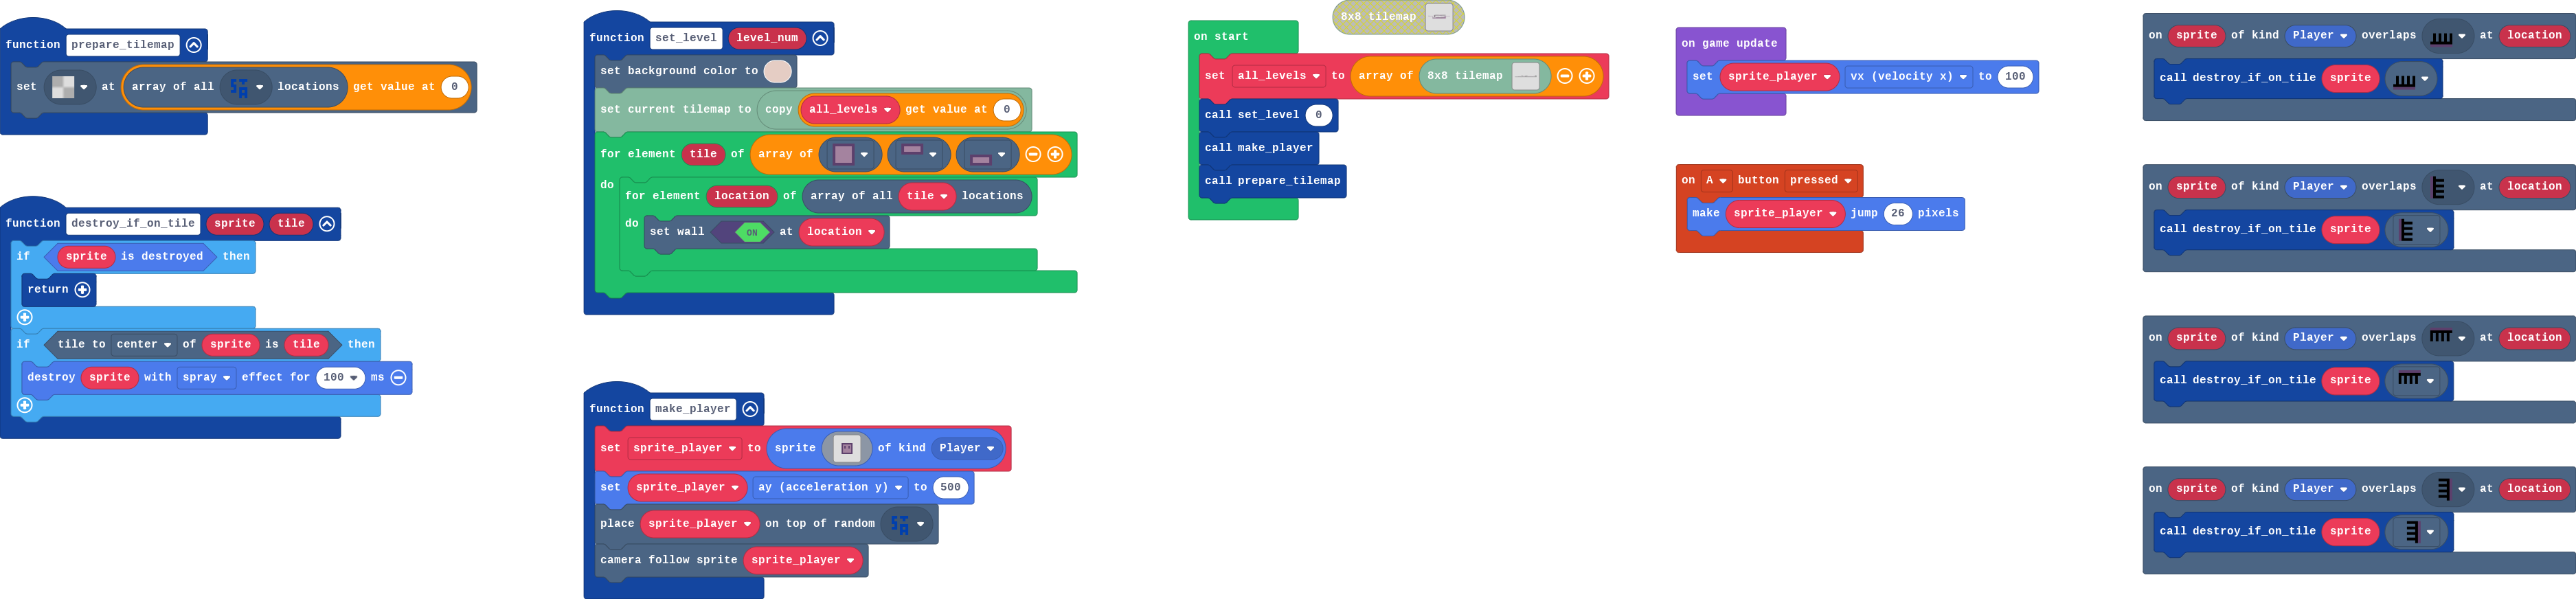 function prepare_tilemap
set at array of all locations get value at 0
function destroy_if_on_tile sprite tile
if sprite is destroyed then
return
if tile to center of sprite is tile then
destroy sprite with spray effect for 100 ms
function set_level level_num
set background color to
set current tilemap to copy all_levels get value at 0
for element tile of array of
do
for element location of array of all tile locations
do
set wall ON at location
function make_player
set sprite_player to sprite of kind Player
set sprite_player ay (acceleration y) to 500
place sprite_player on top of random
camera follow sprite sprite_player
8x8 tilemap
on start
set all_levels to array of 8x8 tilemap
call set_level 0
call make_player
call prepare_tilemap
on game update
set sprite_player vx (velocity x) to 100
on A button pressed
make sprite_player jump 26 pixels
on sprite of kind Player overlaps at location
call destroy_if_on_tile sprite
on sprite of kind Player overlaps at location
call destroy_if_on_tile sprite
on sprite of kind Player overlaps at location
call destroy_if_on_tile sprite
on sprite of kind Player overlaps at location
call destroy_if_on_tile sprite